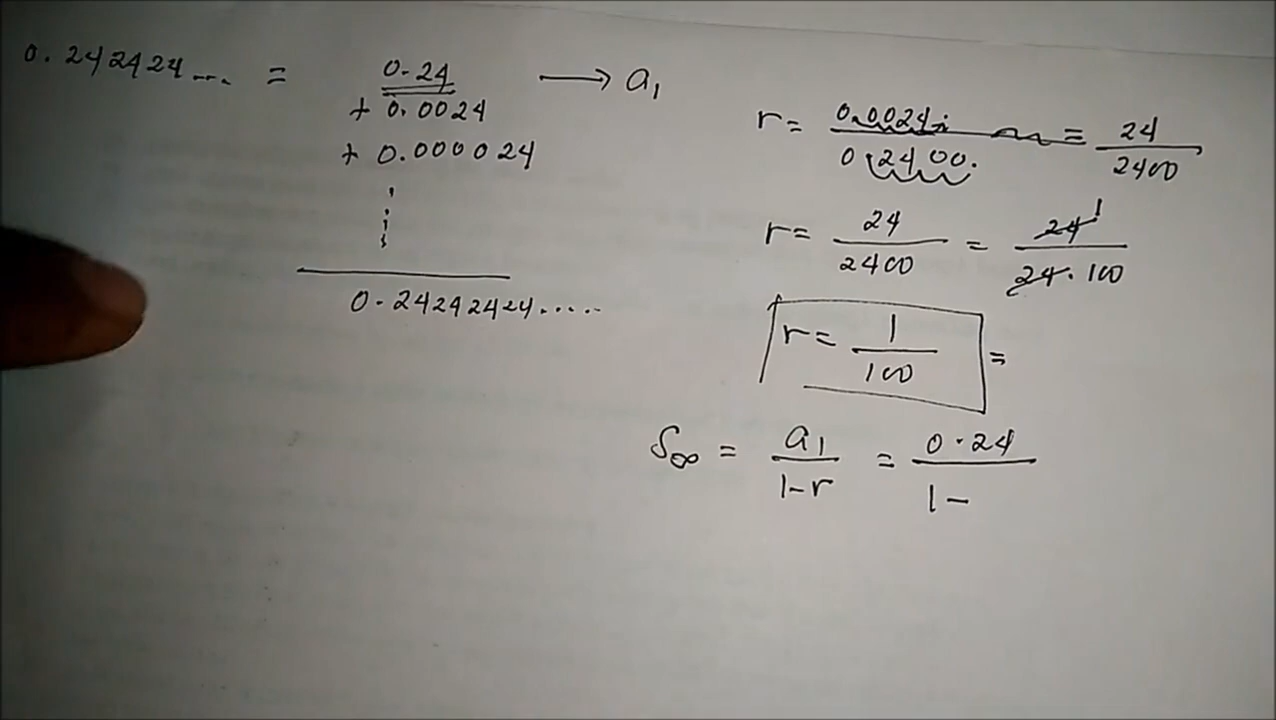 0.242424... = 0.24 → a₁
+ 0.0024
+ 0.000024
⋮
0.24242424.....
r = 0.0024 / 0.2400. = 24 / 2400
r = 24 / 2400 = 24 1 / 24 . 100
r = 1 / 100 =
S∞ = a₁ / 1-r = 0.24 / 1-